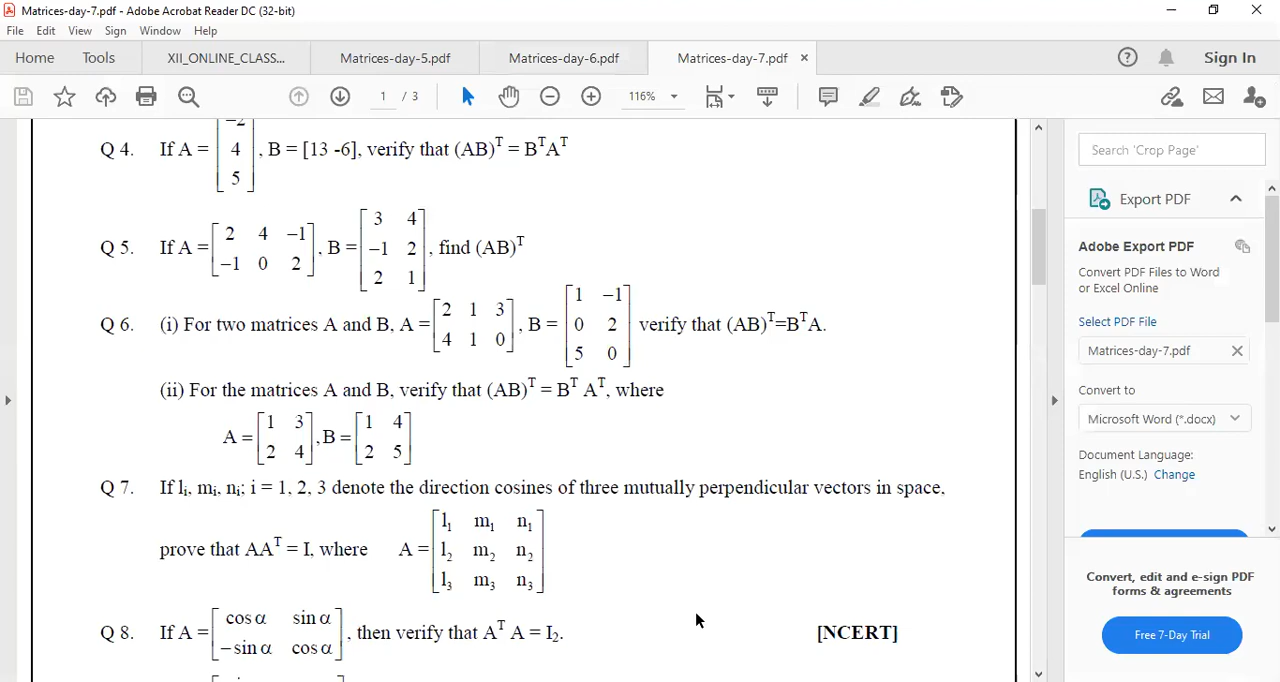 Matrices-day-7.pdf - Adobe Acrobat Reader DC (32-bit)
File Edit View Sign Window Help
Home Tools XII_ONLINE_CLASS... Matrices-day-5.pdf Matrices-day-6.pdf Matrices-day-7.pdf × Sign In
1 / 3 116%
Q 4. If A = [−2; 4; 5], B = [13 -6], verify that (AB)ᵀ = BᵀAᵀ
Q 5. If A = [2 4 −1; −1 0 2], B = [3 4; −1 2; 2 1], find (AB)ᵀ
Q 6. (i) For two matrices A and B, A = [2 1 3; 4 1 0], B = [1 −1; 0 2; 5 0] verify that (AB)ᵀ=BᵀA.
(ii) For the matrices A and B, verify that (AB)ᵀ = Bᵀ Aᵀ, where
A = [1 3; 2 4], B = [1 4; 2 5]
Q 7. If lᵢ, mᵢ, nᵢ; i = 1, 2, 3 denote the direction cosines of three mutually perpendicular vectors in space,
prove that AAᵀ = I, where A = [l₁ m₁ n₁; l₂ m₂ n₂; l₃ m₃ n₃]
Q 8. If A = [cos α sin α; −sin α cos α], then verify that Aᵀ A = I₂. [NCERT]
Search 'Crop Page'
Export PDF
Adobe Export PDF
Convert PDF Files to Word
or Excel Online
Select PDF File
Matrices-day-7.pdf
Convert to
Microsoft Word (*.docx)
Document Language:
English (U.S.) Change
Convert, edit and e-sign PDF
forms & agreements
Free 7-Day Trial